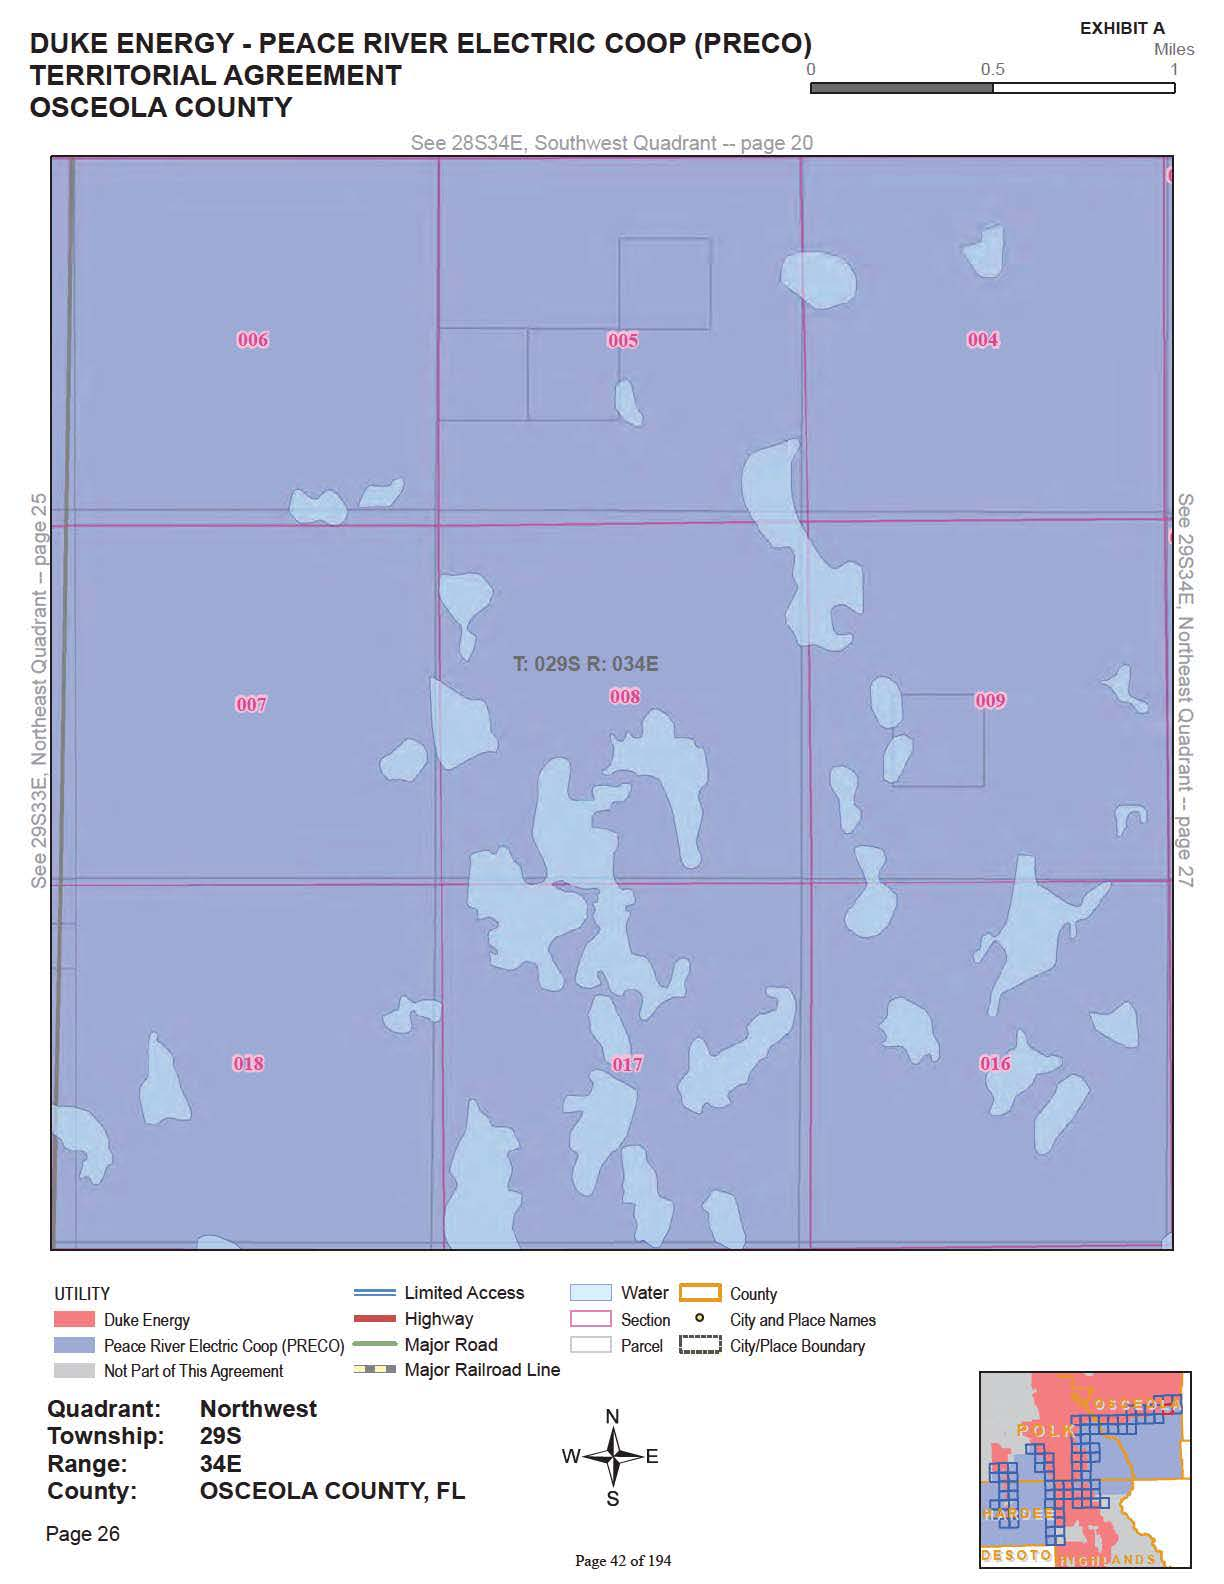 EXHIBIT A
DUKE ENERGY - PEACE RIVER ELECTRIC COOP (PRECO)
TERRITORIAL AGREEMENT
OSCEOLA COUNTY
Miles
0 0.5 1
See 28S34E, Southwest Quadrant -- page 20
See 29S33E, Northeast Quadrant -- page 25
See 29S34E, Northeast Quadrant -- page 27
006 005 004
T: 029S R: 034E
007 008 009
018 017 016
UTILITY
Duke Energy
Peace River Electric Coop (PRECO)
Not Part of This Agreement
Limited Access
Highway
Major Road
Major Railroad Line
Water
Section
Parcel
County
City and Place Names
City/Place Boundary
Quadrant: Northwest
Township: 29S
Range: 34E
County: OSCEOLA COUNTY, FL
Page 26
N
W E
S
OSCEOLA
POLK
HARDEE
DESOTO HIGHLANDS
Page 42 of 194